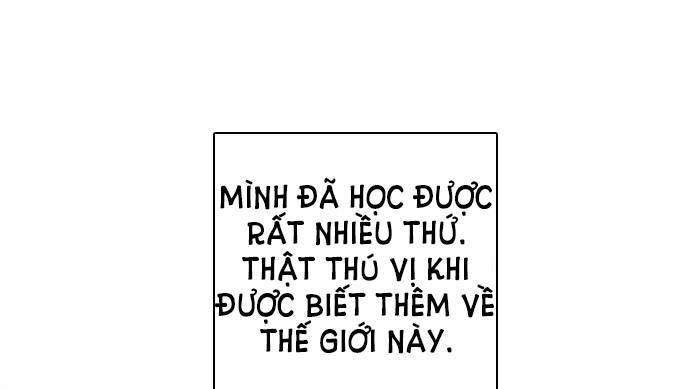 MÌNH ĐÃ HỌC ĐƯỢC
RẤT NHIỀU THỨ.
THẬT THÚ VỊ KHI
ĐƯỢC BIẾT THÊM VỀ
THẾ GIỚI NÀY.